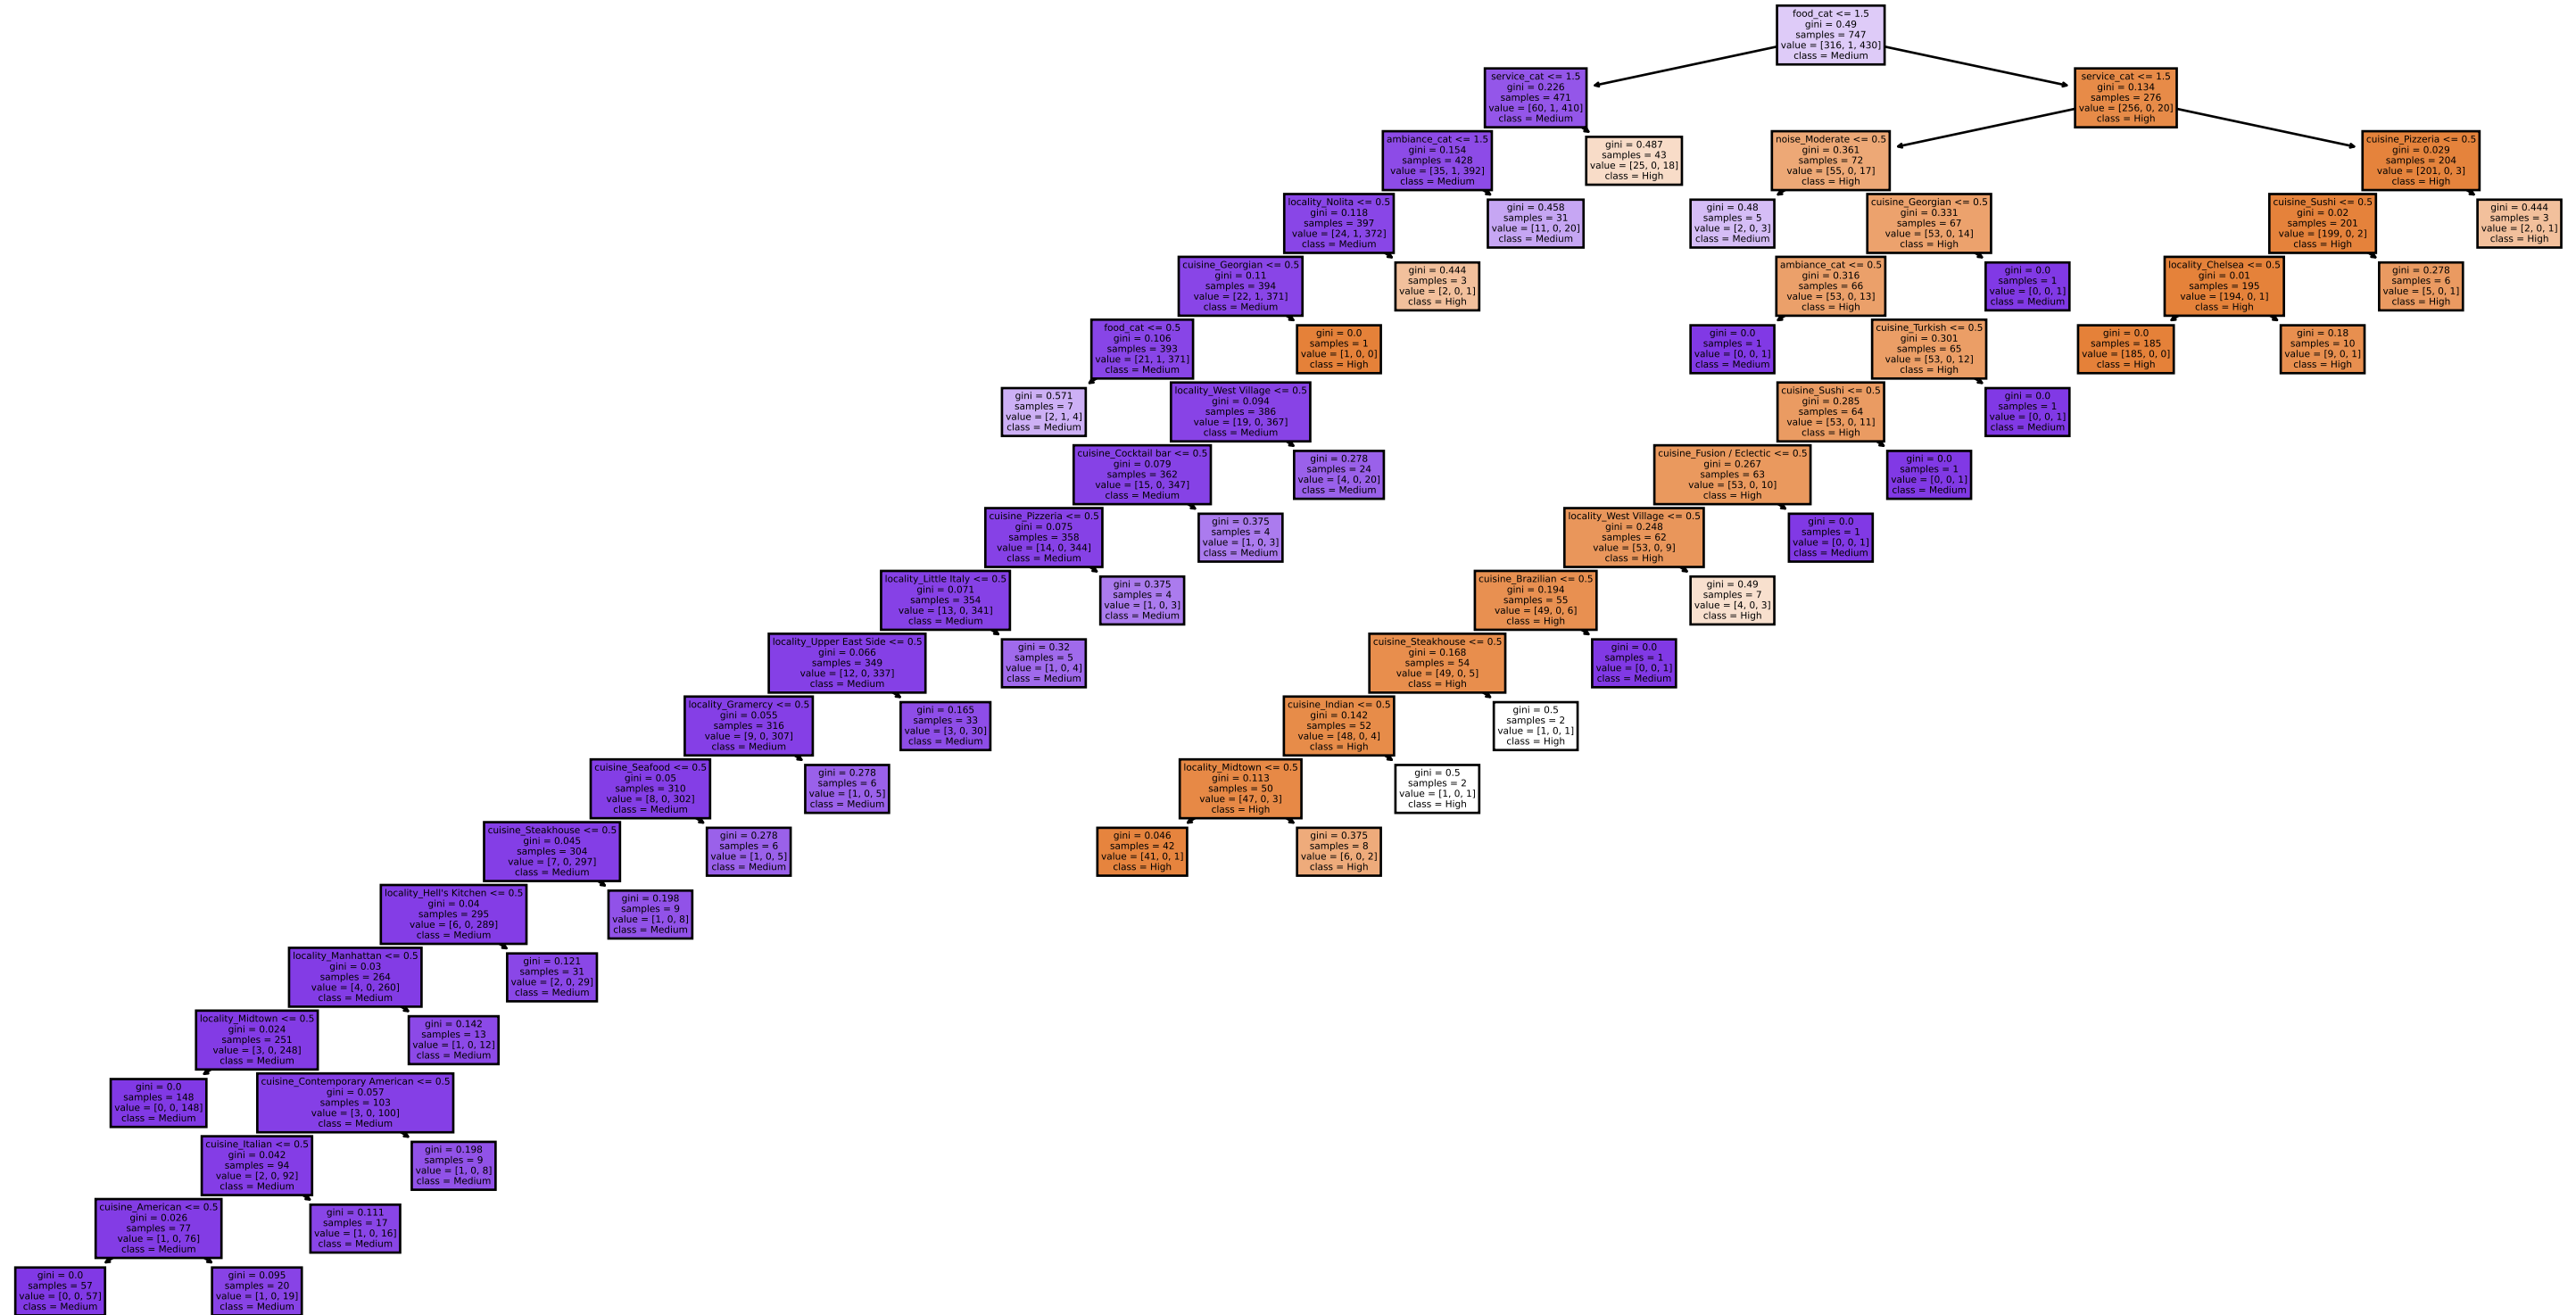 food_cat <= 1.5
gini = 0.49
samples = 747
value = [316, 1, 430]
class = Medium
service_cat <= 1.5
gini = 0.226
samples = 471
value = [60, 1, 410]
class = Medium
service_cat <= 1.5
gini = 0.134
samples = 276
value = [256, 0, 20]
class = High
ambiance_cat <= 1.5
gini = 0.154
samples = 428
value = [35, 1, 392]
class = Medium
gini = 0.487
samples = 43
value = [25, 0, 18]
class = High
noise_Moderate <= 0.5
gini = 0.361
samples = 72
value = [55, 0, 17]
class = High
cuisine_Pizzeria <= 0.5
gini = 0.029
samples = 204
value = [201, 0, 3]
class = High
locality_Nolita <= 0.5
gini = 0.118
samples = 397
value = [24, 1, 372]
class = Medium
gini = 0.458
samples = 31
value = [11, 0, 20]
class = Medium
gini = 0.48
samples = 5
value = [2, 0, 3]
class = Medium
cuisine_Georgian <= 0.5
gini = 0.331
samples = 67
value = [53, 0, 14]
class = High
cuisine_Sushi <= 0.5
gini = 0.02
samples = 201
value = [199, 0, 2]
class = High
gini = 0.444
samples = 3
value = [2, 0, 1]
class = High
cuisine_Georgian <= 0.5
gini = 0.11
samples = 394
value = [22, 1, 371]
class = Medium
gini = 0.444
samples = 3
value = [2, 0, 1]
class = High
ambiance_cat <= 0.5
gini = 0.316
samples = 66
value = [53, 0, 13]
class = High
gini = 0.0
samples = 1
value = [0, 0, 1]
class = Medium
locality_Chelsea <= 0.5
gini = 0.01
samples = 195
value = [194, 0, 1]
class = High
gini = 0.278
samples = 6
value = [5, 0, 1]
class = High
food_cat <= 0.5
gini = 0.106
samples = 393
value = [21, 1, 371]
class = Medium
gini = 0.0
samples = 1
value = [1, 0, 0]
class = High
gini = 0.0
samples = 1
value = [0, 0, 1]
class = Medium
cuisine_Turkish <= 0.5
gini = 0.301
samples = 65
value = [53, 0, 12]
class = High
gini = 0.0
samples = 185
value = [185, 0, 0]
class = High
gini = 0.18
samples = 10
value = [9, 0, 1]
class = High
gini = 0.571
samples = 7
value = [2, 1, 4]
class = Medium
locality_West Village <= 0.5
gini = 0.094
samples = 386
value = [19, 0, 367]
class = Medium
cuisine_Sushi <= 0.5
gini = 0.285
samples = 64
value = [53, 0, 11]
class = High
gini = 0.0
samples = 1
value = [0, 0, 1]
class = Medium
cuisine_Cocktail bar <= 0.5
gini = 0.079
samples = 362
value = [15, 0, 347]
class = Medium
gini = 0.278
samples = 24
value = [4, 0, 20]
class = Medium
cuisine_Fusion / Eclectic <= 0.5
gini = 0.267
samples = 63
value = [53, 0, 10]
class = High
gini = 0.0
samples = 1
value = [0, 0, 1]
class = Medium
cuisine_Pizzeria <= 0.5
gini = 0.075
samples = 358
value = [14, 0, 344]
class = Medium
gini = 0.375
samples = 4
value = [1, 0, 3]
class = Medium
locality_West Village <= 0.5
gini = 0.248
samples = 62
value = [53, 0, 9]
class = High
gini = 0.0
samples = 1
value = [0, 0, 1]
class = Medium
locality_Little Italy <= 0.5
gini = 0.071
samples = 354
value = [13, 0, 341]
class = Medium
gini = 0.375
samples = 4
value = [1, 0, 3]
class = Medium
cuisine_Brazilian <= 0.5
gini = 0.194
samples = 55
value = [49, 0, 6]
class = High
gini = 0.49
samples = 7
value = [4, 0, 3]
class = High
locality_Upper East Side <= 0.5
gini = 0.066
samples = 349
value = [12, 0, 337]
class = Medium
gini = 0.32
samples = 5
value = [1, 0, 4]
class = Medium
cuisine_Steakhouse <= 0.5
gini = 0.168
samples = 54
value = [49, 0, 5]
class = High
gini = 0.0
samples = 1
value = [0, 0, 1]
class = Medium
locality_Gramercy <= 0.5
gini = 0.055
samples = 316
value = [9, 0, 307]
class = Medium
gini = 0.165
samples = 33
value = [3, 0, 30]
class = Medium
cuisine_Indian <= 0.5
gini = 0.142
samples = 52
value = [48, 0, 4]
class = High
gini = 0.5
samples = 2
value = [1, 0, 1]
class = High
cuisine_Seafood <= 0.5
gini = 0.05
samples = 310
value = [8, 0, 302]
class = Medium
gini = 0.278
samples = 6
value = [1, 0, 5]
class = Medium
locality_Midtown <= 0.5
gini = 0.113
samples = 50
value = [47, 0, 3]
class = High
gini = 0.5
samples = 2
value = [1, 0, 1]
class = High
cuisine_Steakhouse <= 0.5
gini = 0.045
samples = 304
value = [7, 0, 297]
class = Medium
gini = 0.278
samples = 6
value = [1, 0, 5]
class = Medium
gini = 0.046
samples = 42
value = [41, 0, 1]
class = High
gini = 0.375
samples = 8
value = [6, 0, 2]
class = High
locality_Hell's Kitchen <= 0.5
gini = 0.04
samples = 295
value = [6, 0, 289]
class = Medium
gini = 0.198
samples = 9
value = [1, 0, 8]
class = Medium
locality_Manhattan <= 0.5
gini = 0.03
samples = 264
value = [4, 0, 260]
class = Medium
gini = 0.121
samples = 31
value = [2, 0, 29]
class = Medium
locality_Midtown <= 0.5
gini = 0.024
samples = 251
value = [3, 0, 248]
class = Medium
gini = 0.142
samples = 13
value = [1, 0, 12]
class = Medium
gini = 0.0
samples = 148
value = [0, 0, 148]
class = Medium
cuisine_Contemporary American <= 0.5
gini = 0.057
samples = 103
value = [3, 0, 100]
class = Medium
cuisine_Italian <= 0.5
gini = 0.042
samples = 94
value = [2, 0, 92]
class = Medium
gini = 0.198
samples = 9
value = [1, 0, 8]
class = Medium
cuisine_American <= 0.5
gini = 0.026
samples = 77
value = [1, 0, 76]
class = Medium
gini = 0.111
samples = 17
value = [1, 0, 16]
class = Medium
gini = 0.0
samples = 57
value = [0, 0, 57]
class = Medium
gini = 0.095
samples = 20
value = [1, 0, 19]
class = Medium